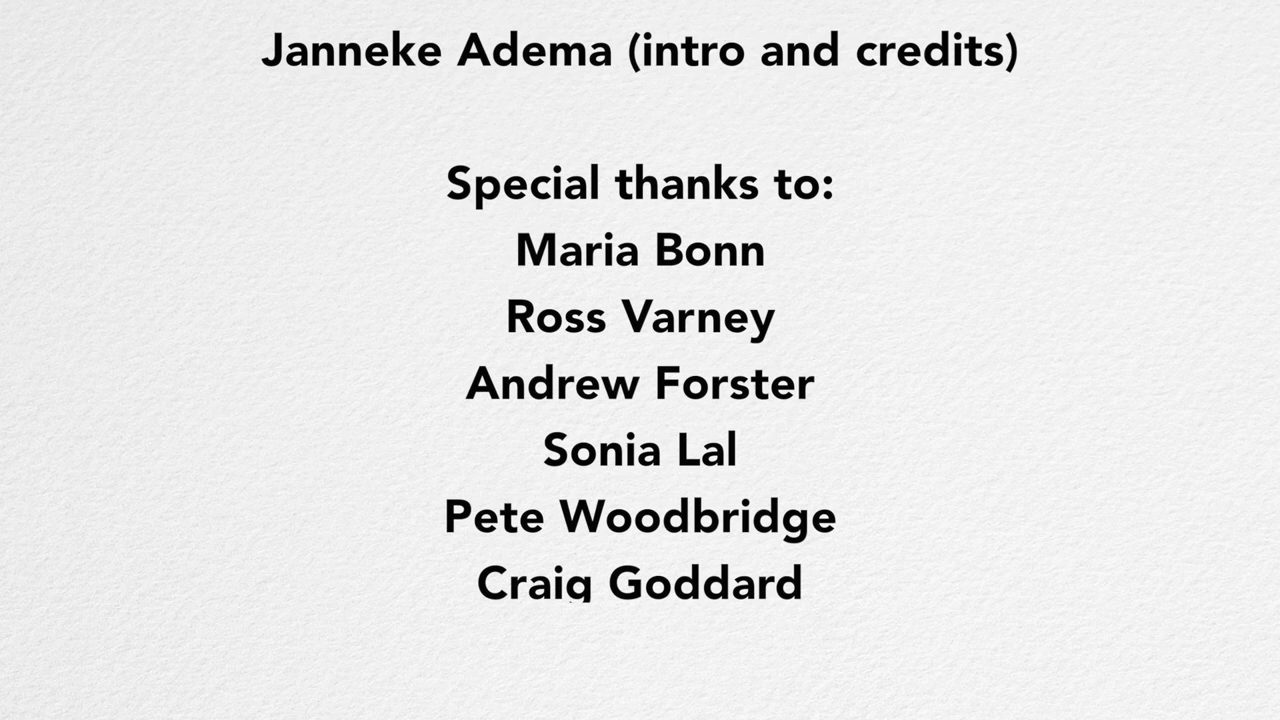 Janneke Adema (intro and credits)
Special thanks to:
Maria Bonn
Ross Varney
Andrew Forster
Sonia Lal
Pete Woodbridge
Craig Goddard